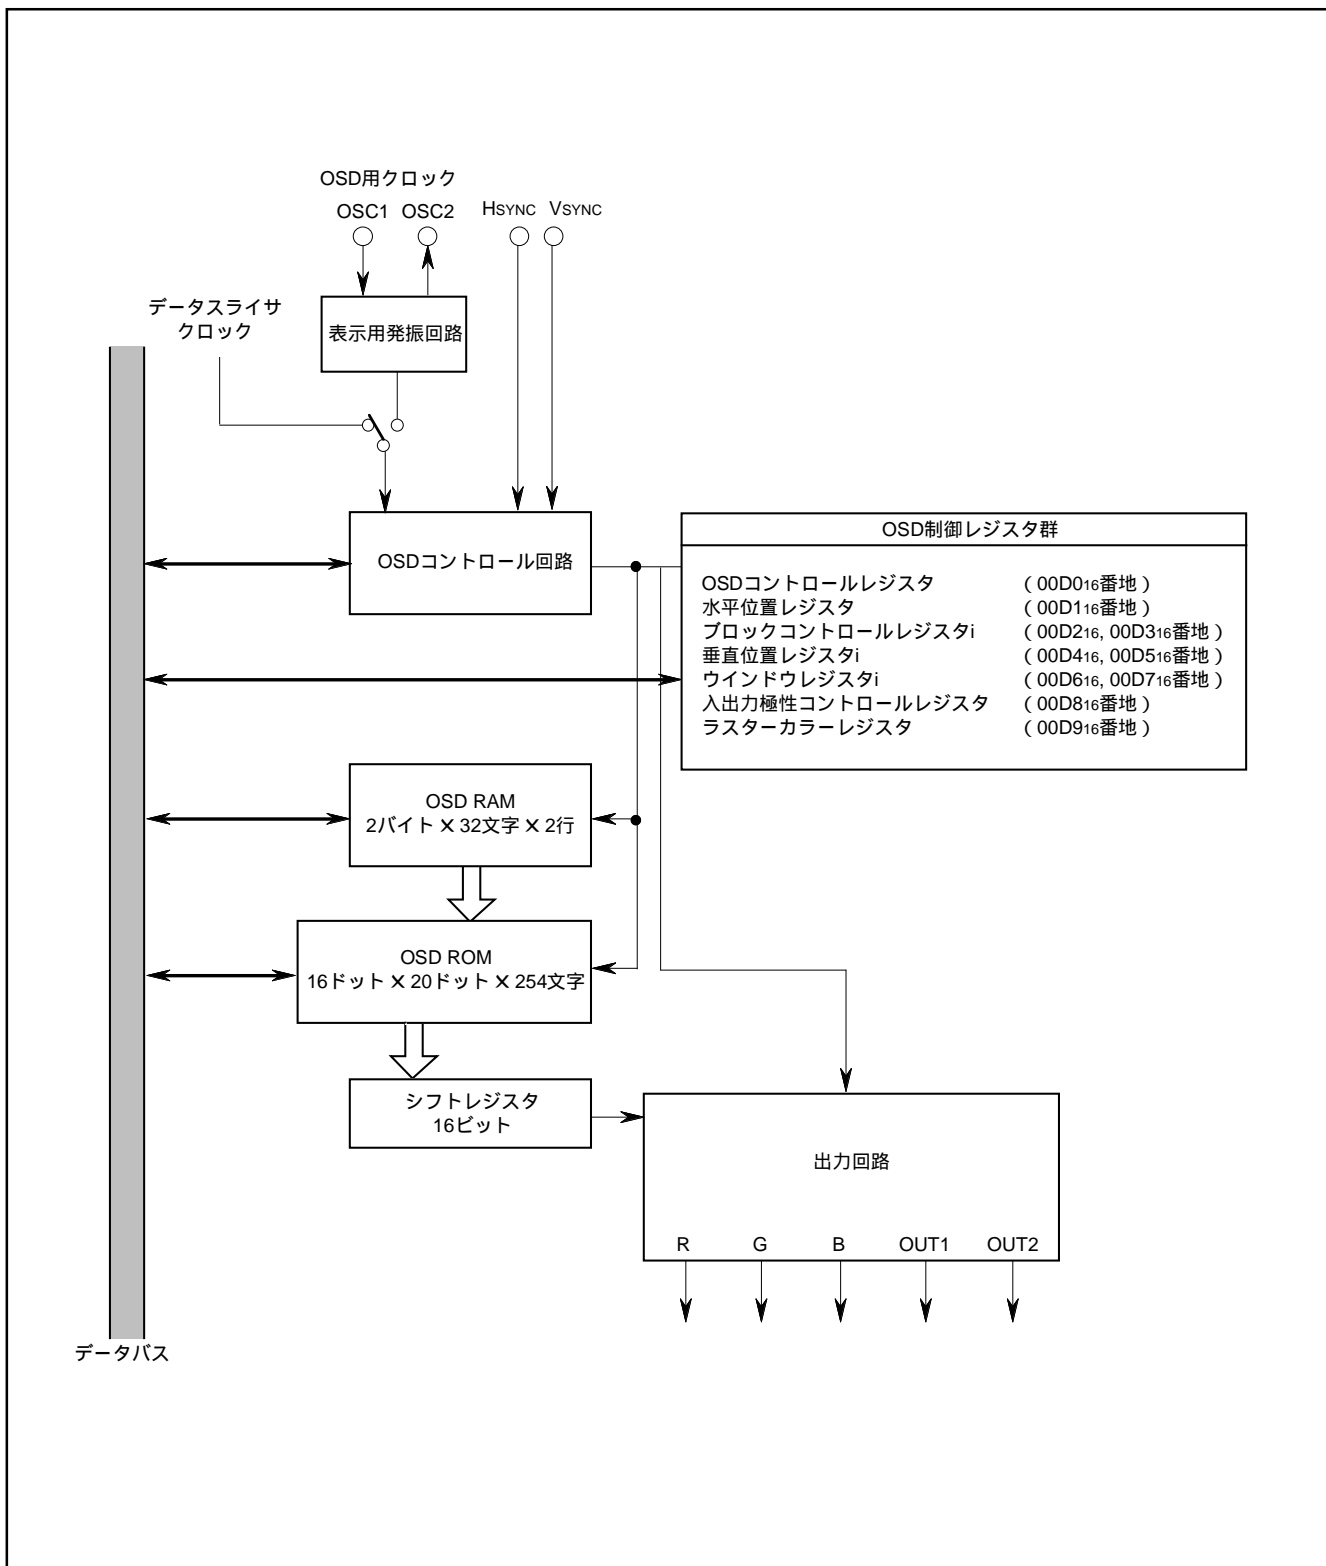 OSD用クロック
OSC1 OSC2 HSYNC VSYNC
データスライサ
クロック
表示用発振回路
OSDコントロール回路
OSD制御レジスタ群
OSDコントロールレジスタ (00D016番地)
水平位置レジスタ (00D116番地)
ブロックコントロールレジスタi (00D216, 00D316番地)
垂直位置レジスタi (00D416, 00D516番地)
ウインドウレジスタi (00D616, 00D716番地)
入出力極性コントロールレジスタ (00D816番地)
ラスターカラーレジスタ (00D916番地)
OSD RAM
2バイト×32文字×2行
OSD ROM
16ドット×20ドット×254文字
シフトレジスタ
16ビット
出力回路
R G B OUT1 OUT2
データバス